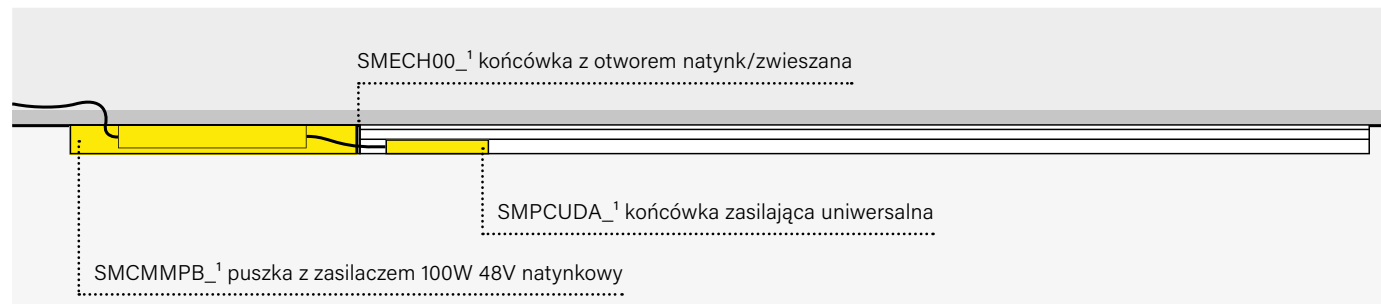 SMECH00_¹ końcówka z otworem natynk/zwieszana
SMPCUDA_¹ końcówka zasilająca uniwersalna
SMCMMPB_¹ puszka z zasilaczem 100W 48V natynkowy